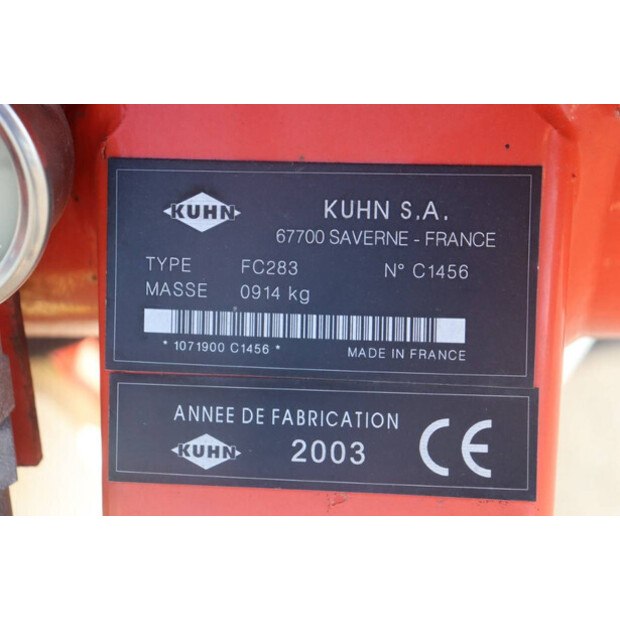 KUHN
KUHN S.A.
67700 SAVERNE - FRANCE
TYPE FC283 N° C1456
MASSE 0914 kg
* 1071900 C1456 * MADE IN FRANCE
ANNEE DE FABRICATION
KUHN 2003 CE